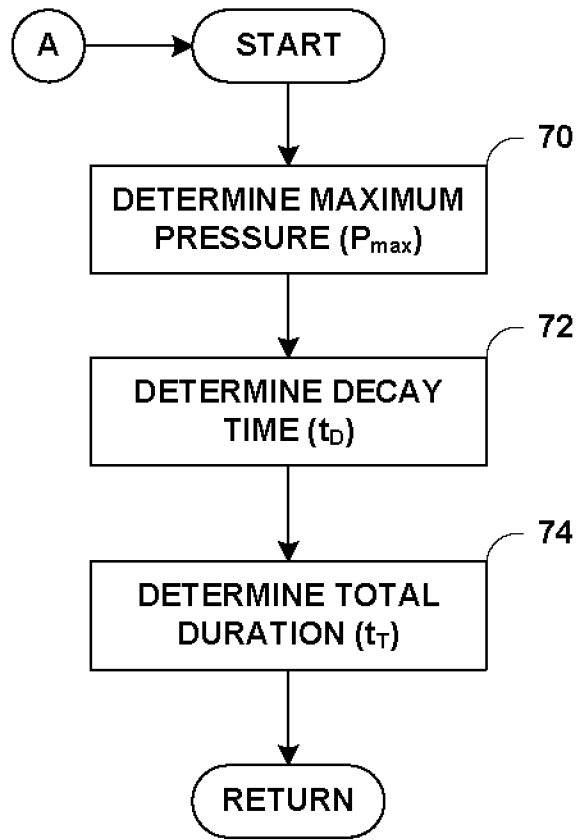 A
START
70
DETERMINE MAXIMUM
PRESSURE (Pmax)
72
DETERMINE DECAY
TIME (tD)
74
DETERMINE TOTAL
DURATION (tT)
RETURN